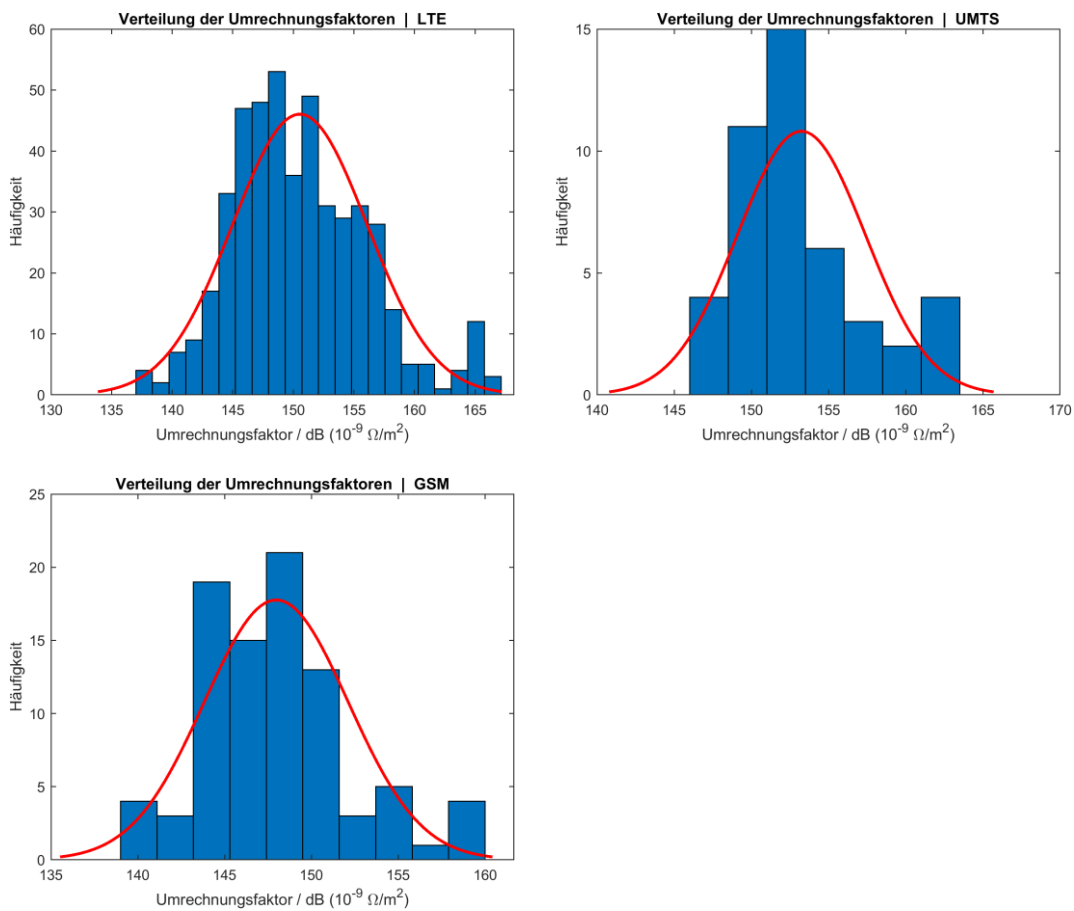 Verteilung der Umrechnungsfaktoren | LTE
60
50
40
30
20
10
0
Häufigkeit
130 135 140 145 150 155 160 165
Umrechnungsfaktor / dB (10⁻⁹ Ω/m²)
Verteilung der Umrechnungsfaktoren | UMTS
15
10
5
0
Häufigkeit
140 145 150 155 160 165 170
Umrechnungsfaktor / dB (10⁻⁹ Ω/m²)
Verteilung der Umrechnungsfaktoren | GSM
25
20
15
10
5
0
Häufigkeit
135 140 145 150 155 160
Umrechnungsfaktor / dB (10⁻⁹ Ω/m²)